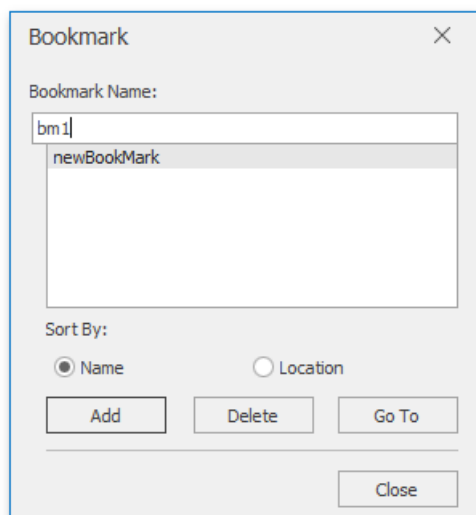 Bookmark
Bookmark Name:
bm1
newBookMark
Sort By:
Name Location
Add Delete Go To
Close